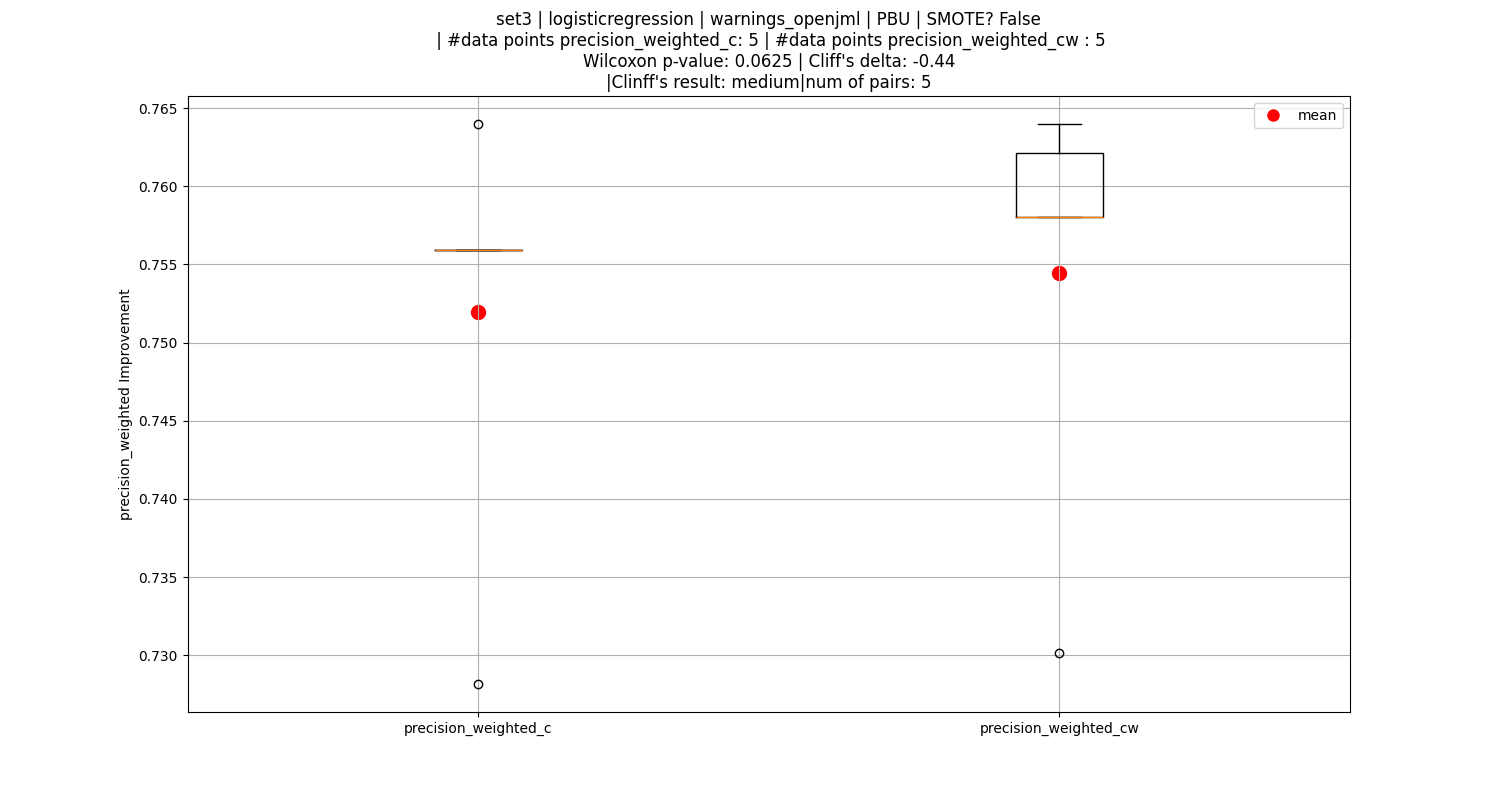 set3 | logisticregression | warnings_openjml | PBU | SMOTE? False
| #data points precision_weighted_c: 5 | #data points precision_weighted_cw : 5
Wilcoxon p-value: 0.0625 | Cliff's delta: -0.44
|Clinff's result: medium|num of pairs: 5
mean
0.765
0.760
0.755
0.750
0.745
0.740
0.735
0.730
precision_weighted Improvement
precision_weighted_c
precision_weighted_cw